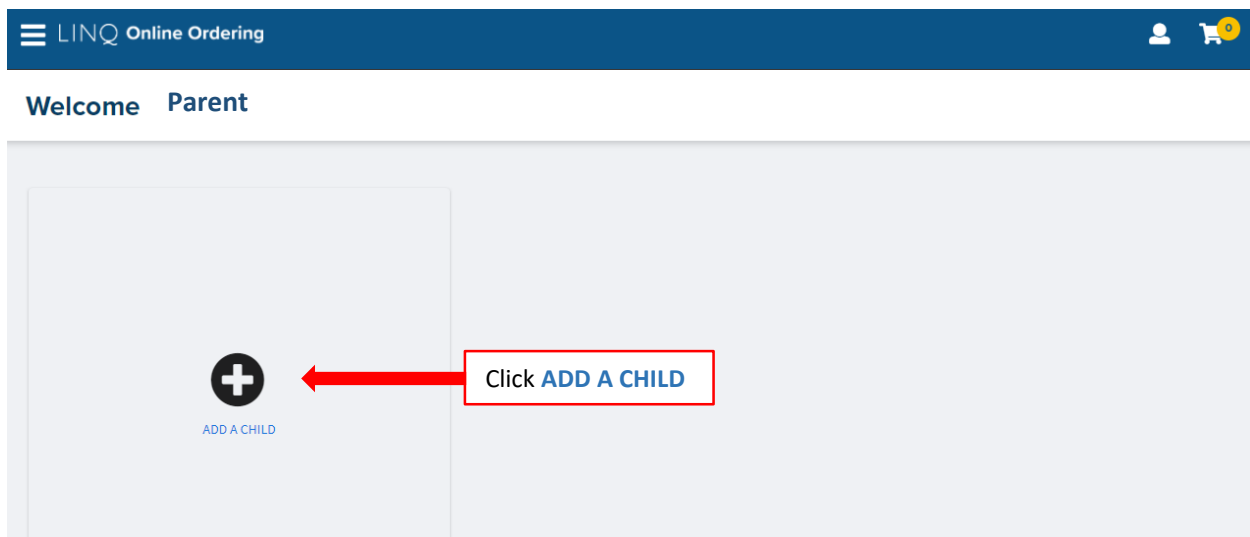 LINQ Online Ordering
0
Welcome Parent
Click ADD A CHILD
ADD A CHILD